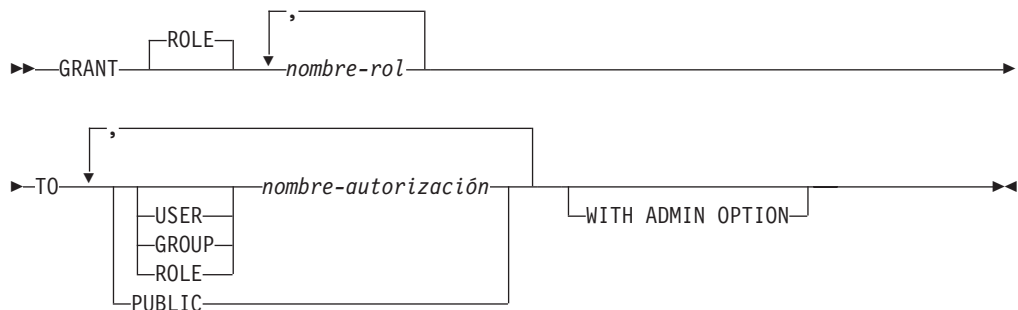 ROLE ,
GRANT nombre-rol
,
TO nombre-autorización
USER WITH ADMIN OPTION
GROUP
ROLE
PUBLIC